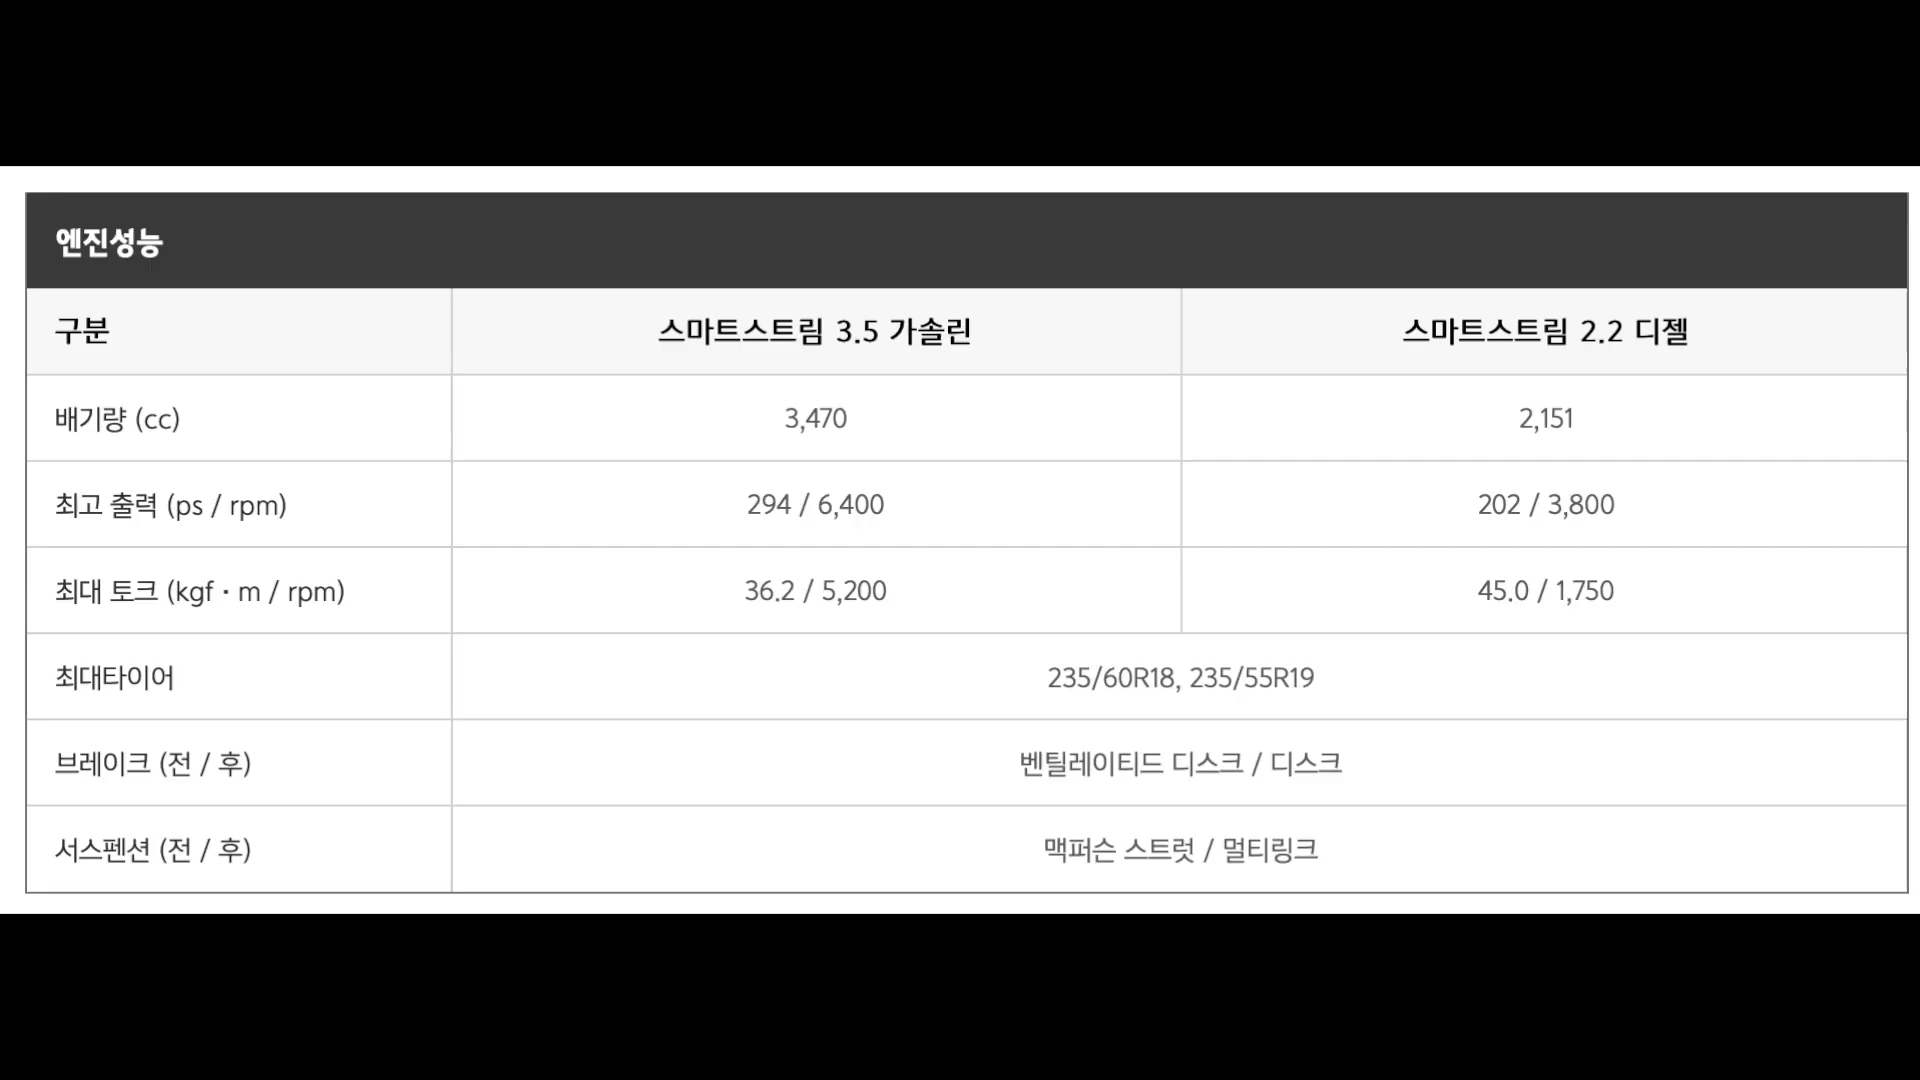 엔진성능
구분 스마트스트림 3.5 가솔린 스마트스트림 2.2 디젤
배기량 (cc) 3,470 2,151
최고 출력 (ps / rpm) 294 / 6,400 202 / 3,800
최대 토크 (kgf · m / rpm) 36.2 / 5,200 45.0 / 1,750
최대타이어 235/60R18, 235/55R19
브레이크 (전 / 후) 벤틸레이티드 디스크 / 디스크
서스펜션 (전 / 후) 맥퍼슨 스트럿 / 멀티링크